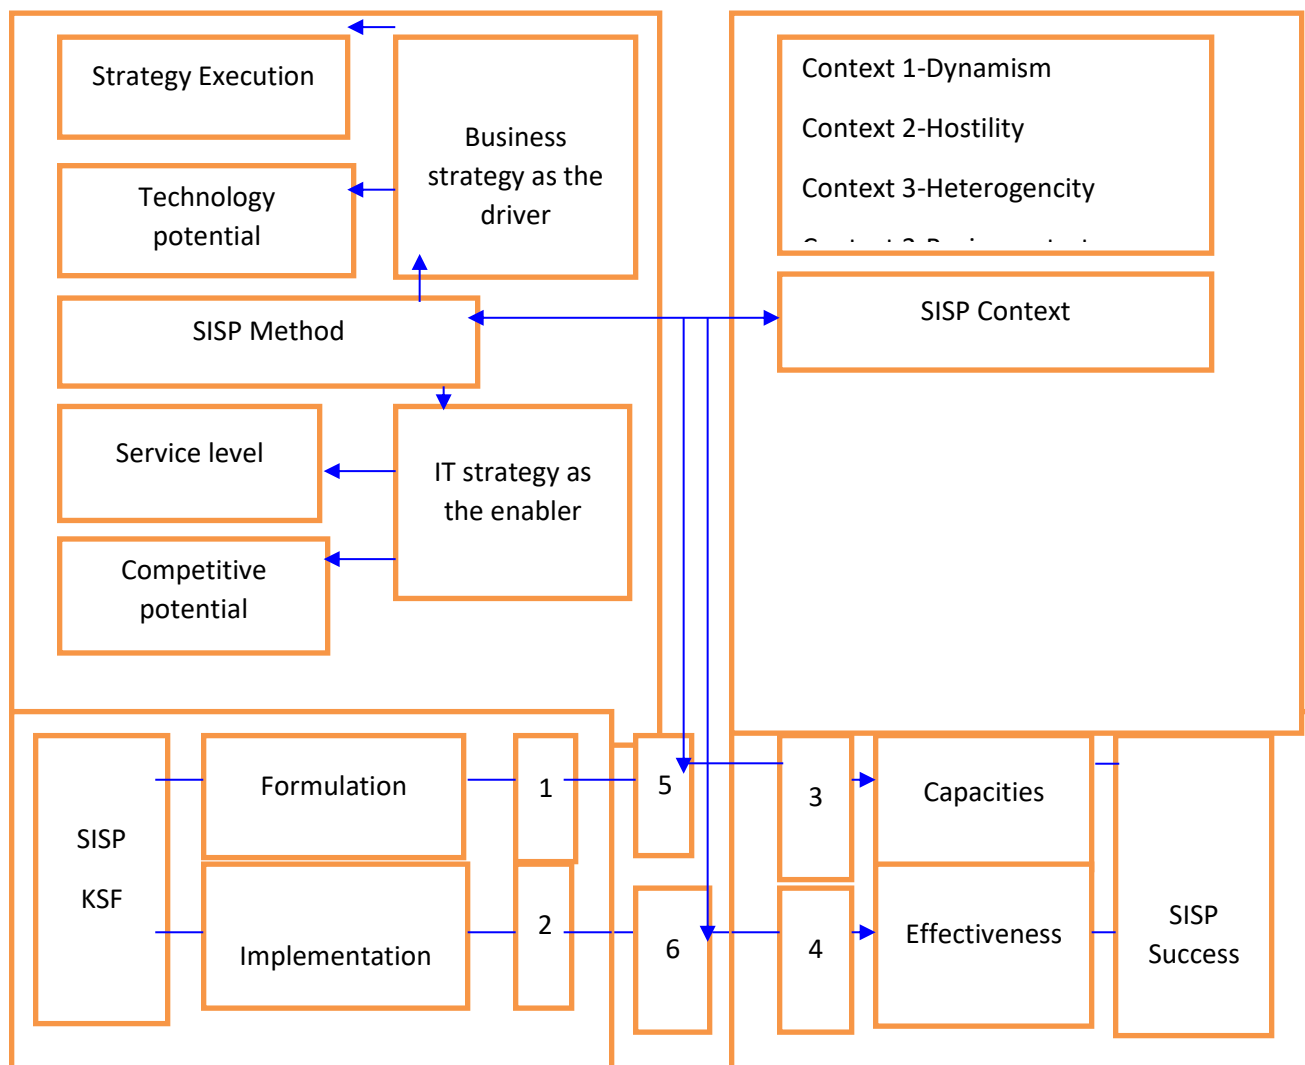 Strategy Execution
Technology
potential
Business
strategy as the
driver
SISP Method
Service level
IT strategy as
the enabler
Competitive
potential
Context 1-Dynamism
Context 2-Hostility
Context 3-Heterogencity
SISP Context
SISP
KSF
Formulation
Implementation
1
2
5
6
3
4
Capacities
Effectiveness
SISP
Success